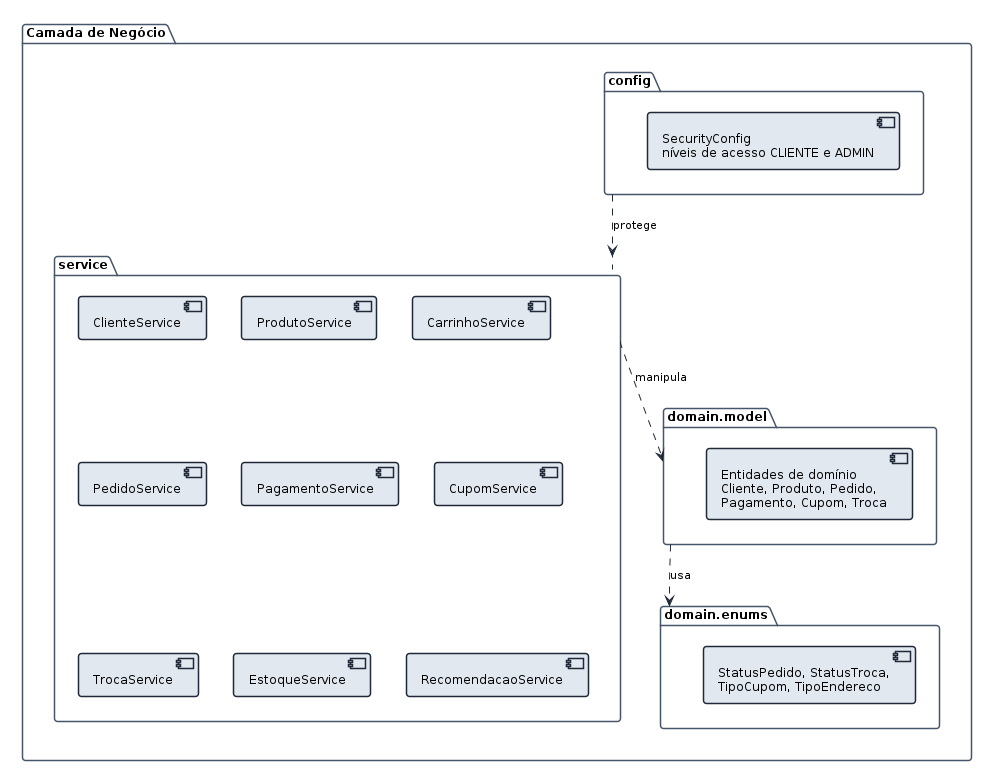 Camada de Negócio
config
SecurityConfig
níveis de acesso CLIENTE e ADMIN
protege
service
ClienteService
ProdutoService
CarrinhoService
manipula
PedidoService
PagamentoService
CupomService
domain.model
Entidades de domínio
Cliente, Produto, Pedido,
Pagamento, Cupom, Troca
usa
domain.enums
StatusPedido, StatusTroca,
TipoCupom, TipoEndereco
TrocaService
EstoqueService
RecomendacaoService